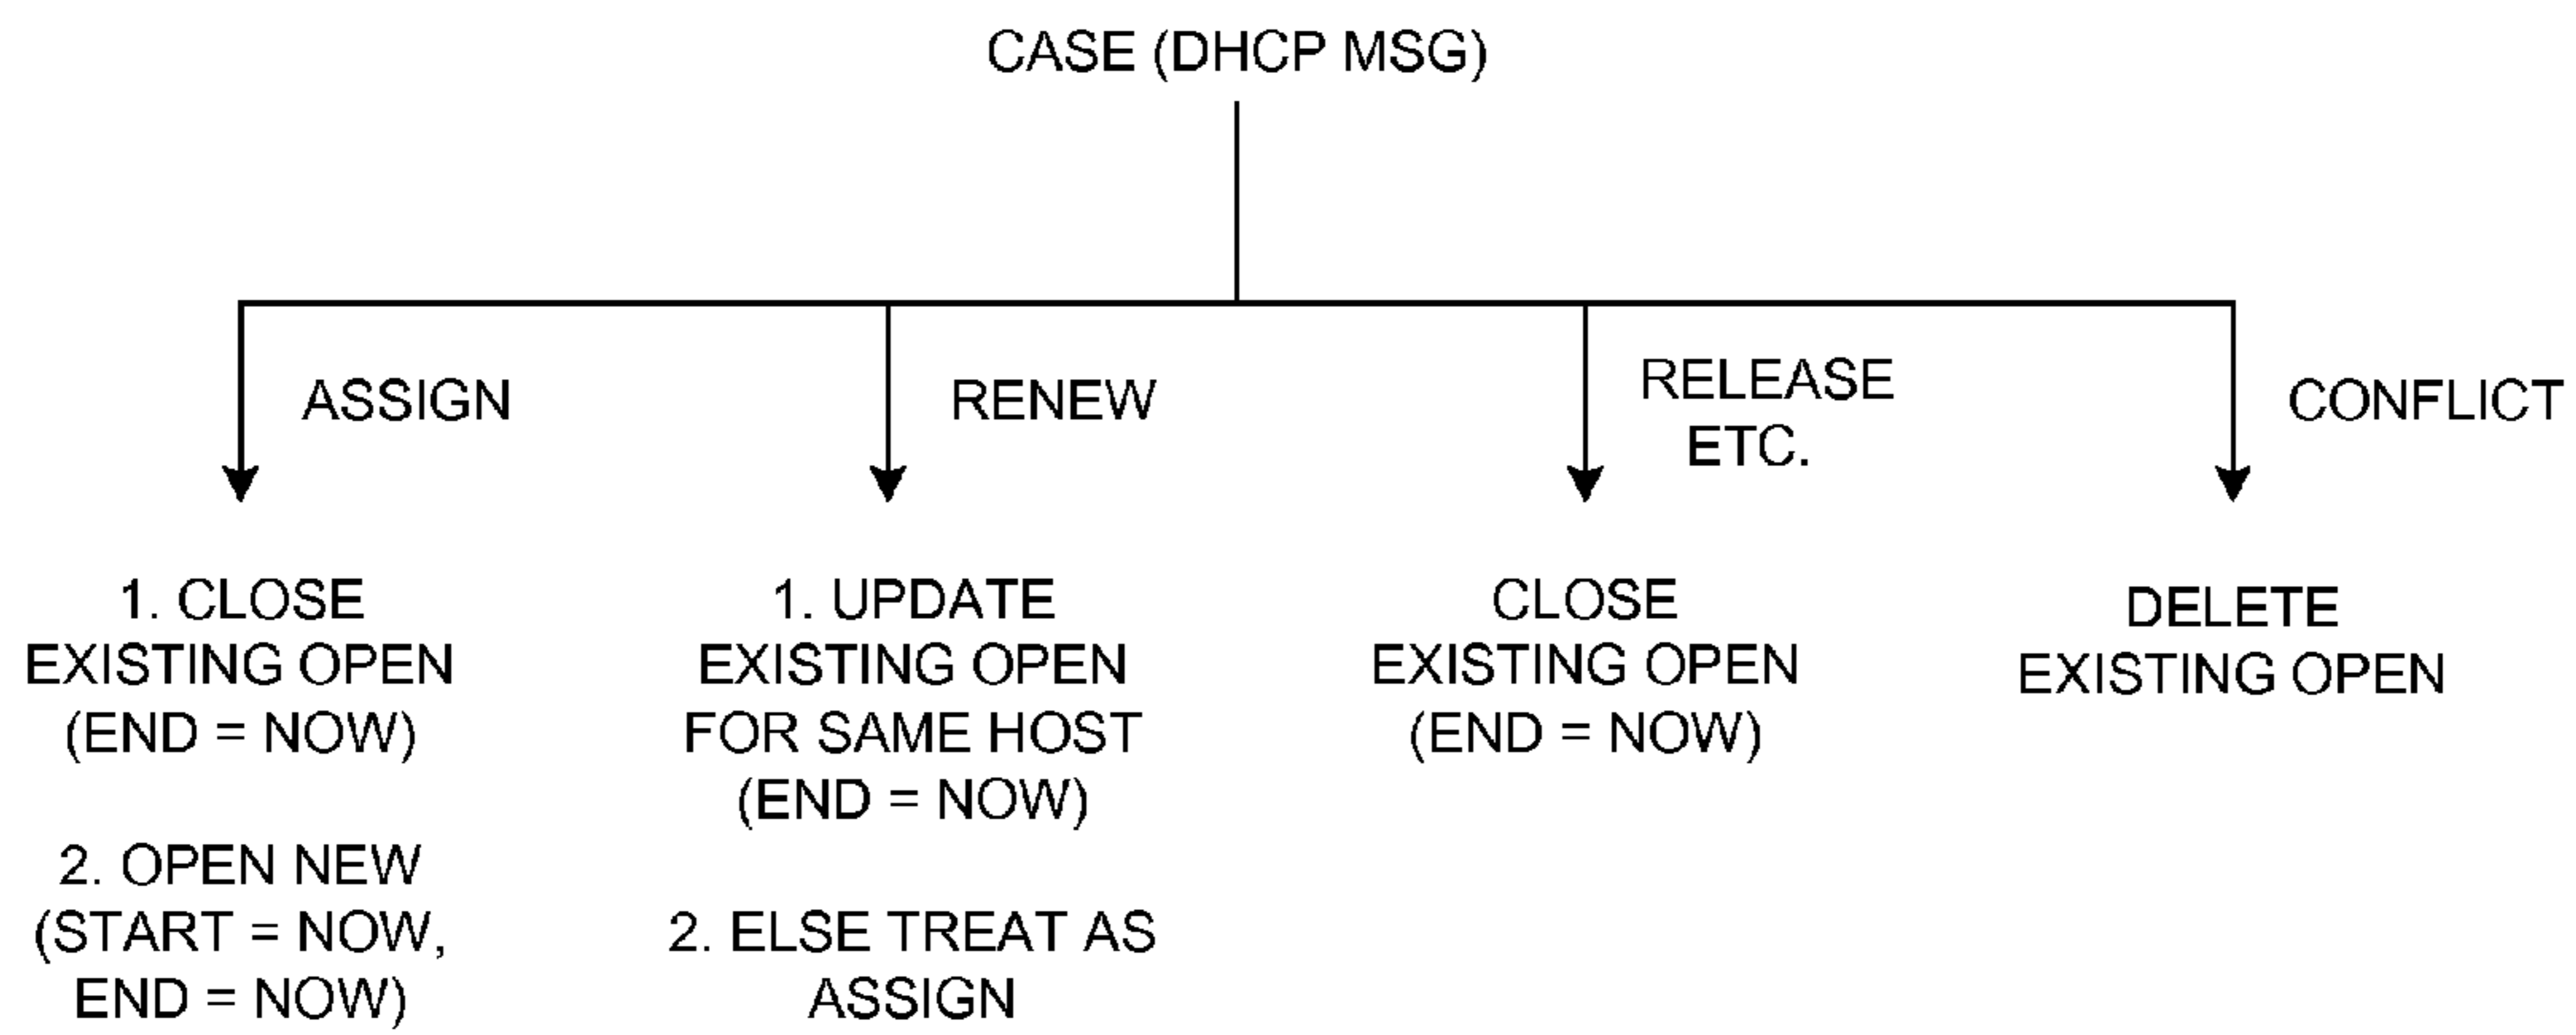 CASE (DHCP MSG)
ASSIGN
RENEW
RELEASE
ETC.
CONFLICT
1. CLOSE
EXISTING OPEN
(END = NOW)
2. OPEN NEW
(START = NOW,
END = NOW)
1. UPDATE
EXISTING OPEN
FOR SAME HOST
(END = NOW)
2. ELSE TREAT AS
ASSIGN
CLOSE
EXISTING OPEN
(END = NOW)
DELETE
EXISTING OPEN